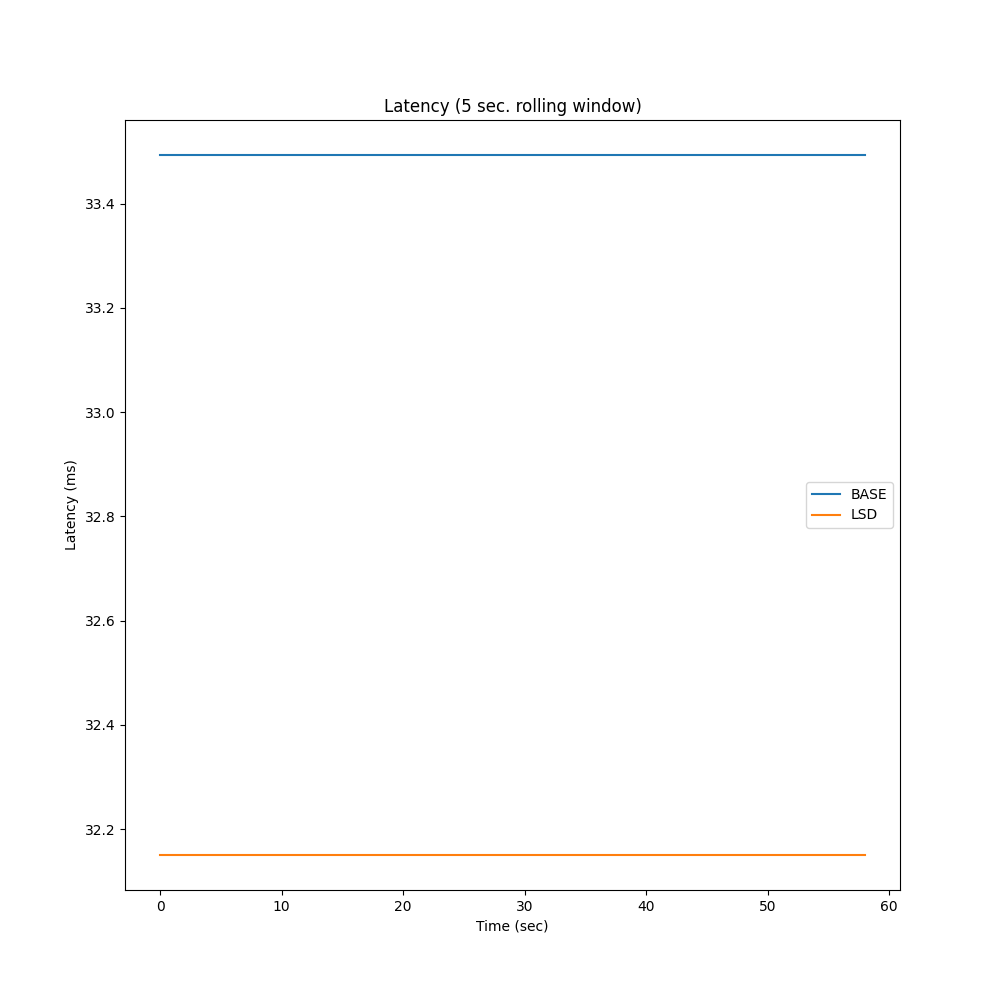 Latency (5 sec. rolling window)
33.4
33.2
33.0
32.8
32.6
32.4
32.2
Latency (ms)
BASE
LSD
0 10 20 30 40 50 60
Time (sec)